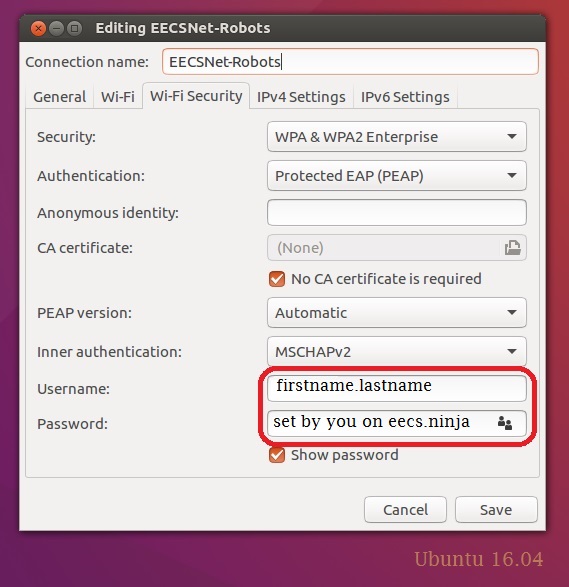 Editing EECSNet-Robots
Connection name: EECSNet-Robots
General Wi-Fi Wi-Fi Security IPv4 Settings IPv6 Settings
Security: WPA & WPA2 Enterprise
Authentication: Protected EAP (PEAP)
Anonymous identity:
CA certificate: (None)
No CA certificate is required
PEAP version: Automatic
Inner authentication: MSCHAPv2
Username: firstname.lastname
Password: set by you on eecs.ninja
Show password
Cancel Save
Ubuntu 16.04